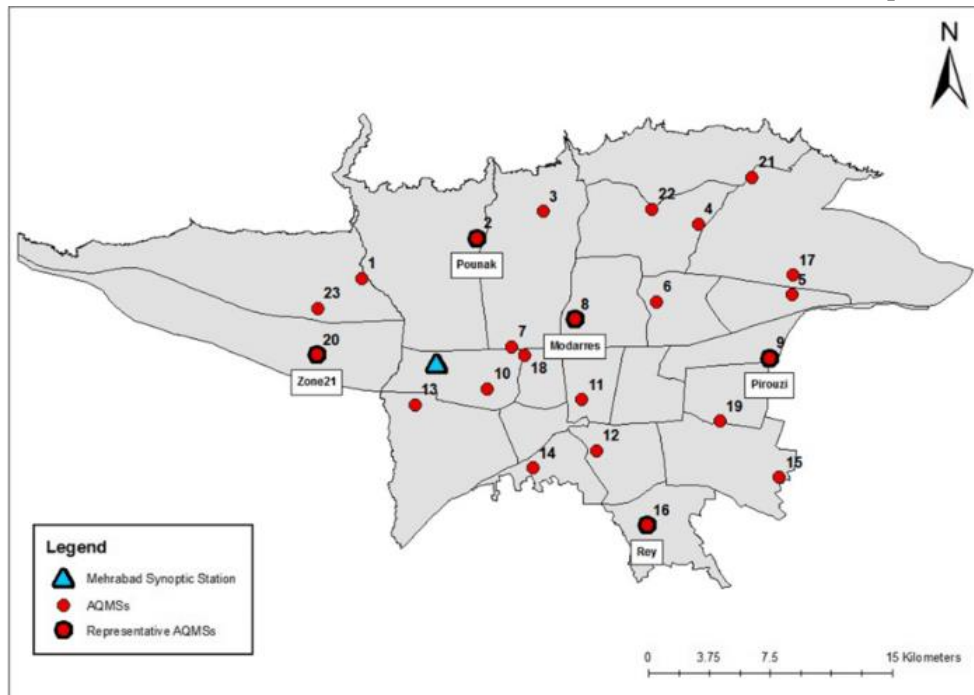 N
21
3
22
4
2
Pounak
1
17
5
6
23
8
Modarres
7
20
Zone21
18
9
Pirouzi
10
13
11
19
12
14
15
16
Rey
Legend
Mehrabad Synoptic Station
AQMSs
Representative AQMSs
0 3.75 7.5 15 Kilometers